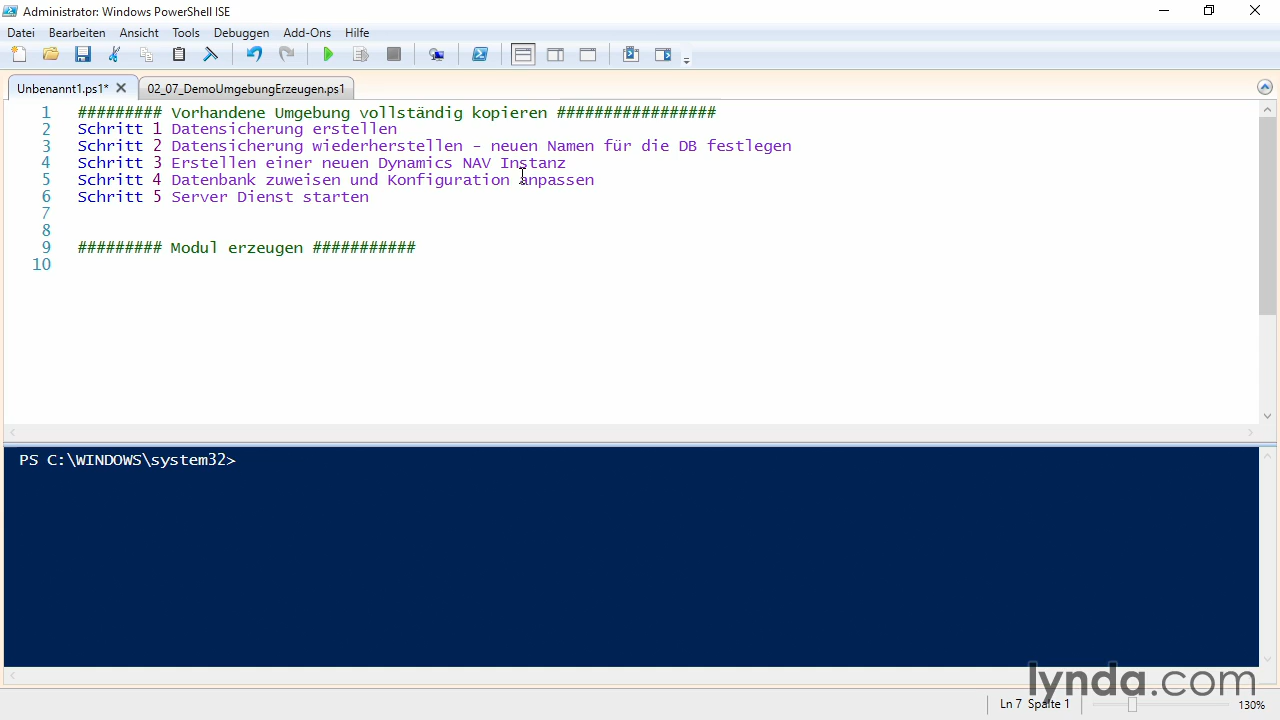 Administrator: Windows PowerShell ISE
Datei Bearbeiten Ansicht Tools Debuggen Add-Ons Hilfe
Unbenannt1.ps1* 02_07_DemoUmgebungErzeugen.ps1
1 ######### Vorhandene Umgebung vollständig kopieren #################
2 Schritt 1 Datensicherung erstellen
3 Schritt 2 Datensicherung wiederherstellen - neuen Namen für die DB festlegen
4 Schritt 3 Erstellen einer neuen Dynamics NAV Instanz
5 Schritt 4 Datenbank zuweisen und Konfiguration anpassen
6 Schritt 5 Server Dienst starten
7
8
9 ######### Modul erzeugen ###########
10
PS C:\WINDOWS\system32>
lynda.com
Ln 7 Spalte 1 130%